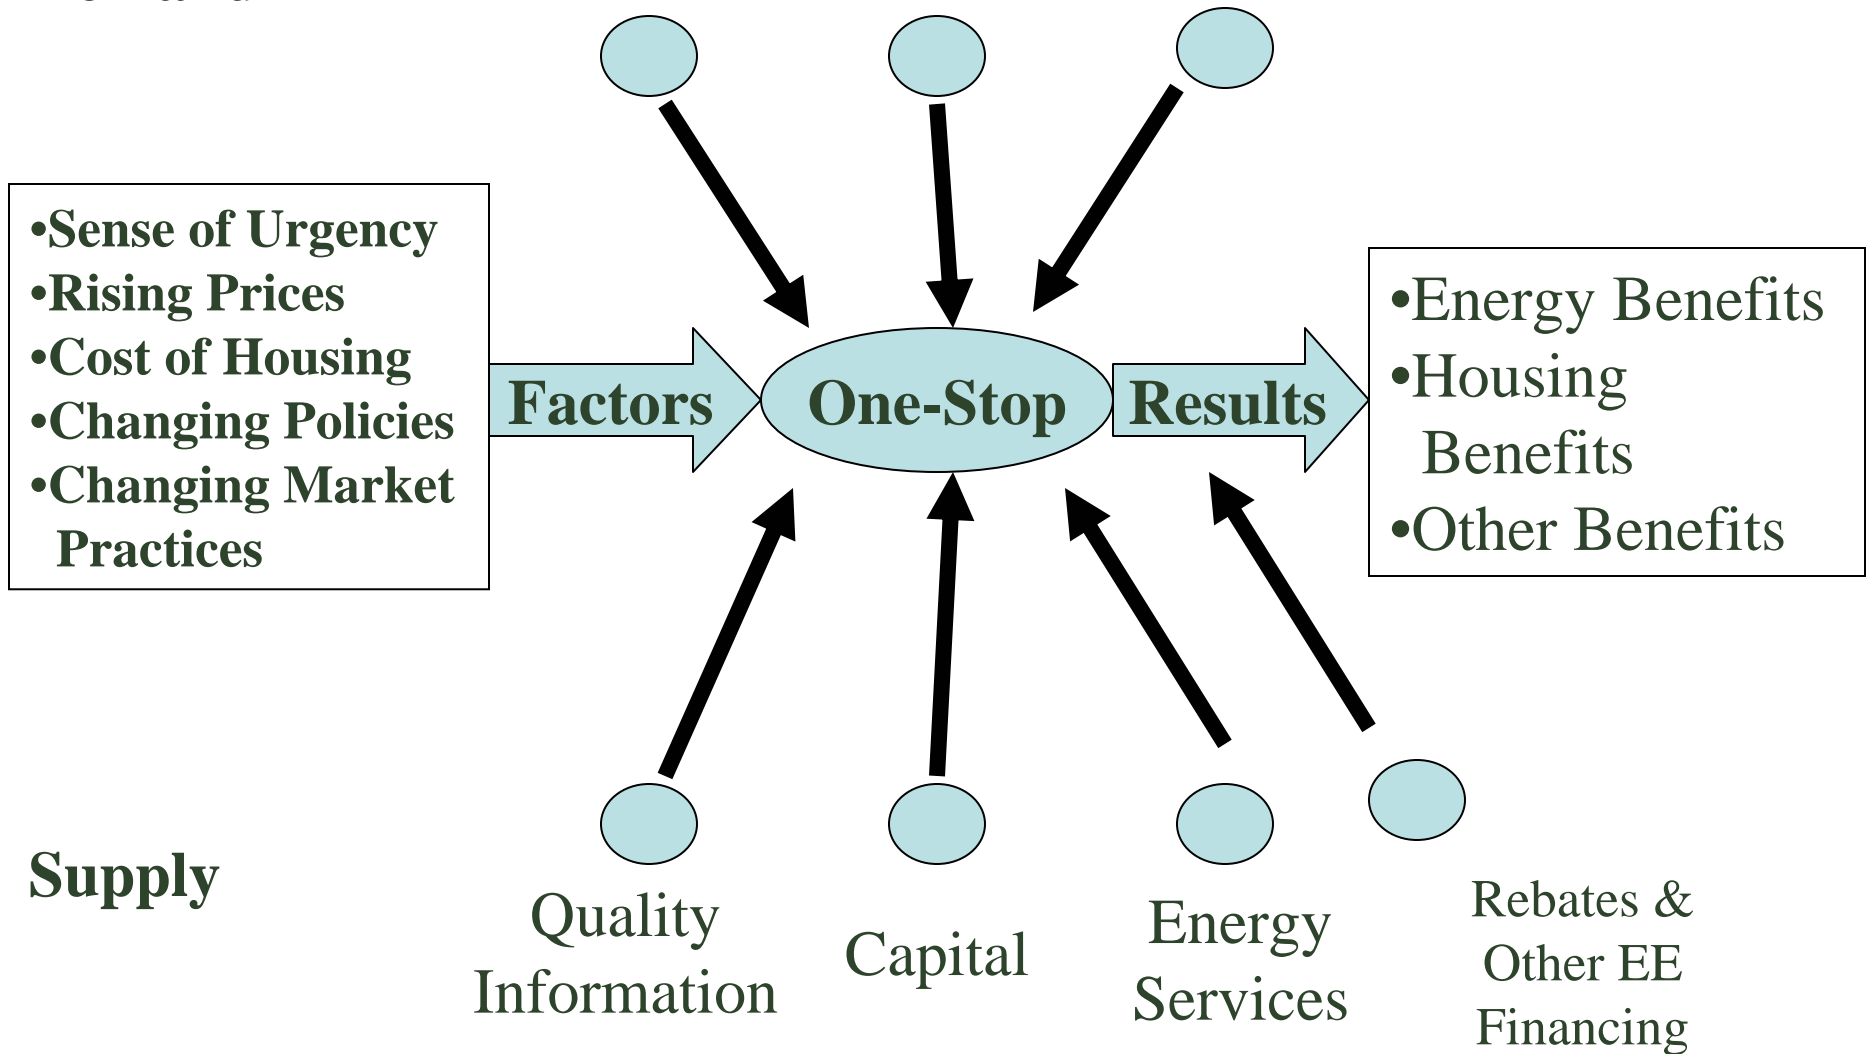 •Sense of Urgency
•Rising Prices
•Cost of Housing
•Changing Policies
•Changing Market
Practices
Factors
One-Stop
Results
•Energy Benefits
•Housing
Benefits
•Other Benefits
Supply
Quality
Information
Capital
Energy
Services
Rebates &
Other EE
Financing